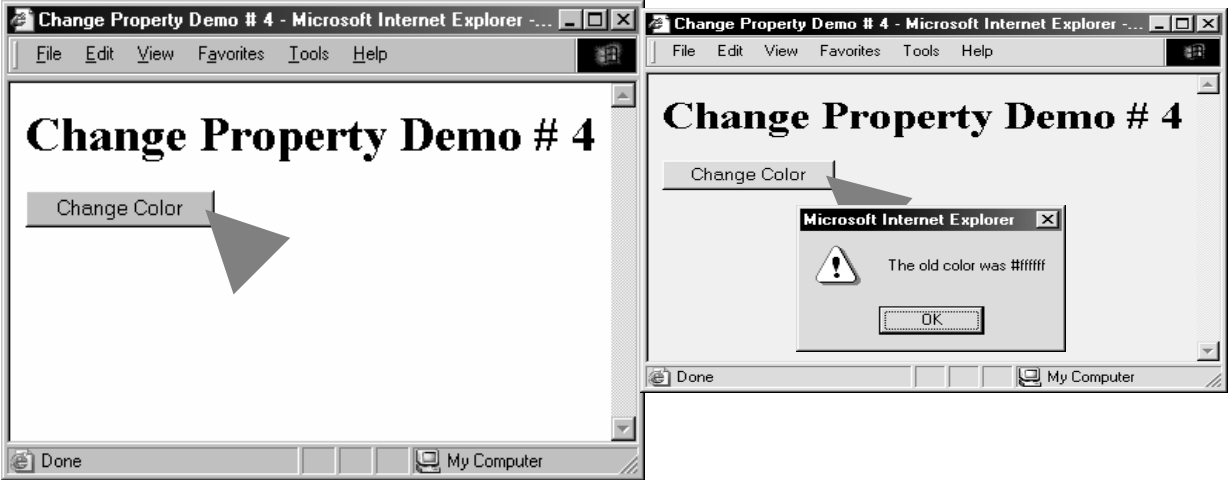 Change Property Demo # 4 - Microsoft Internet Explorer -...
File Edit View Favorites Tools Help
Change Property Demo # 4
Change Color
Done
My Computer
Change Property Demo # 4 - Microsoft Internet Explorer -...
File Edit View Favorites Tools Help
Change Property Demo # 4
Change Color
Microsoft Internet Explorer
The old color was #ffffff
OK
Done
My Computer